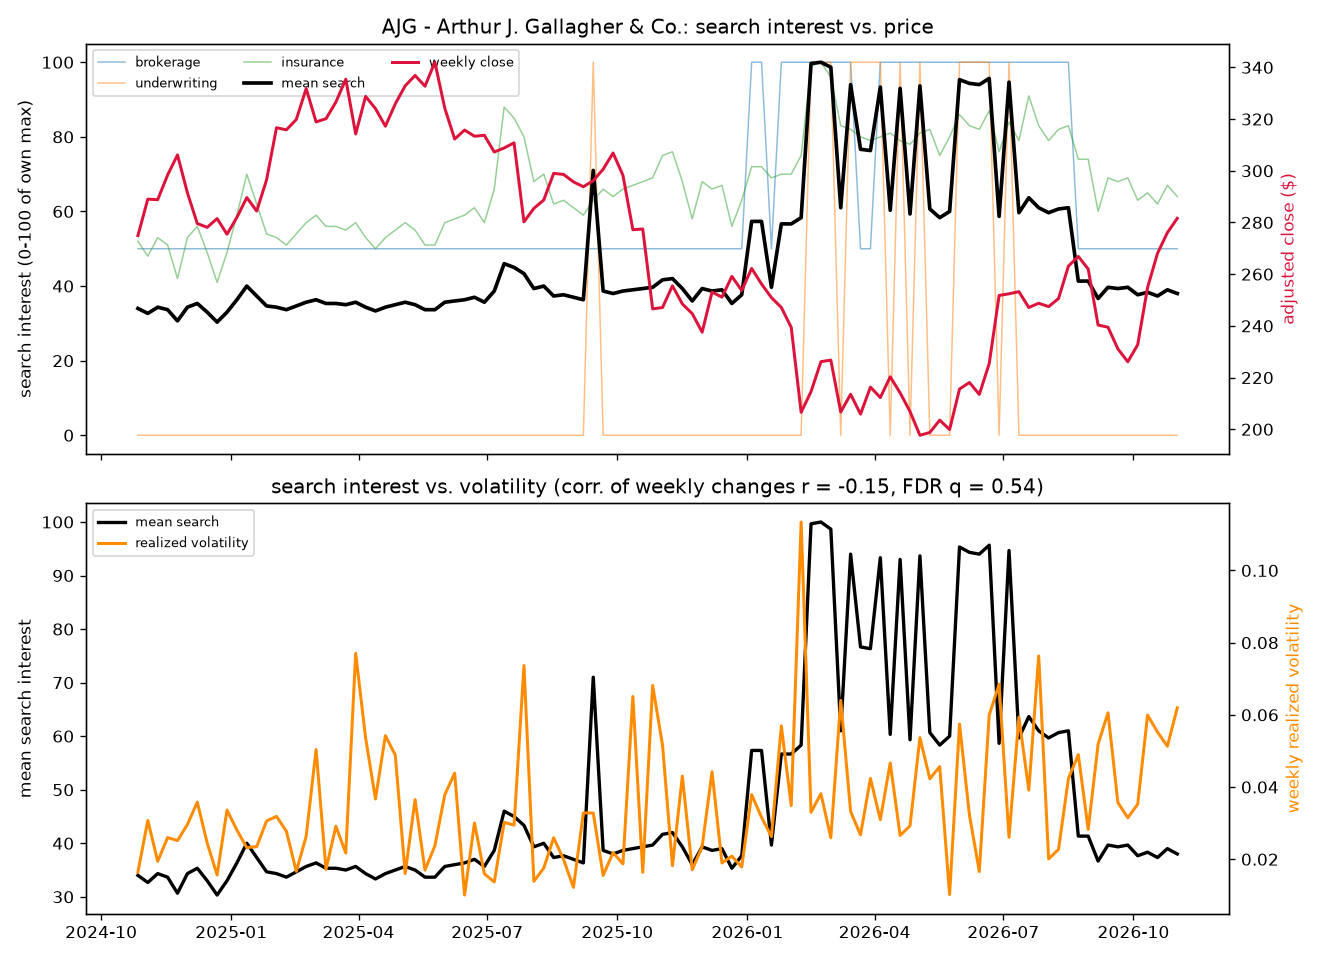 AJG - Arthur J. Gallagher & Co.: search interest vs. price
brokerage
underwriting
insurance
mean search
weekly close
100
80
60
40
20
0
search interest (0-100 of own max)
340
320
300
280
260
240
220
200
adjusted close ($)
search interest vs. volatility (corr. of weekly changes r = -0.15, FDR q = 0.54)
mean search
realized volatility
100
90
80
70
60
50
40
30
mean search interest
0.10
0.08
0.06
0.04
0.02
weekly realized volatility
2024-10
2025-01
2025-04
2025-07
2025-10
2026-01
2026-04
2026-07
2026-10